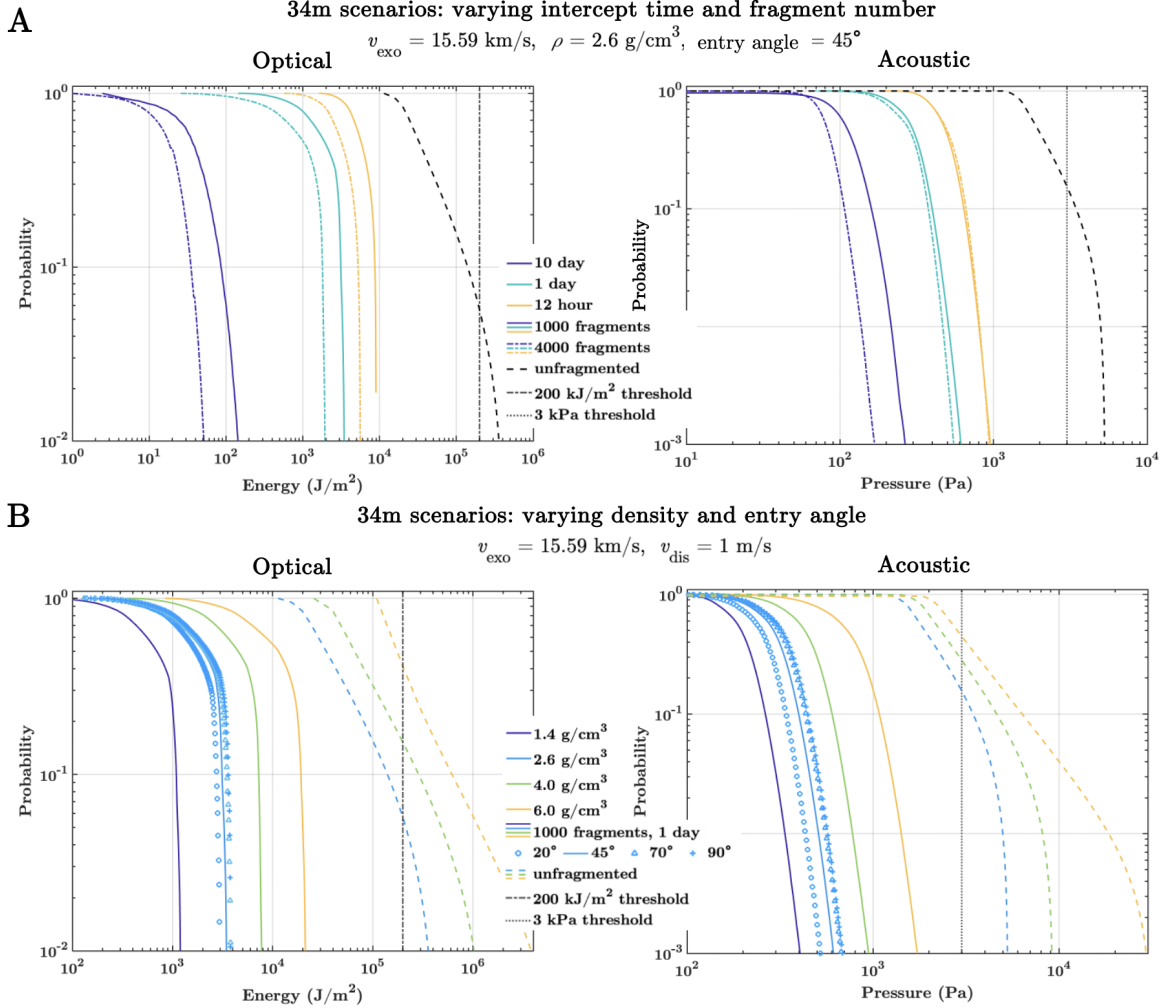 A
34m scenarios: varying intercept time and fragment number
v_exo = 15.59 km/s, ρ = 2.6 g/cm³, entry angle = 45°
Optical
Acoustic
10⁰
10⁻¹
10⁻²
Probability
10⁰ 10¹ 10² 10³ 10⁴ 10⁵ 10⁶
Energy (J/m²)
10 day
1 day
12 hour
1000 fragments
4000 fragments
unfragmented
200 kJ/m² threshold
3 kPa threshold
10⁰
10⁻¹
10⁻³
Probability
10¹ 10² 10³ 10⁴
Pressure (Pa)
B
34m scenarios: varying density and entry angle
v_exo = 15.59 km/s, v_dis = 1 m/s
Optical
Acoustic
10⁰
10⁻¹
10⁻²
Probability
10² 10³ 10⁴ 10⁵ 10⁶
Energy (J/m²)
1.4 g/cm³
2.6 g/cm³
4.0 g/cm³
6.0 g/cm³
1000 fragments, 1 day
20° 45° 70° 90°
unfragmented
200 kJ/m² threshold
3 kPa threshold
10⁰
10⁻¹
10⁻³
Probability
10² 10³ 10⁴
Pressure (Pa)